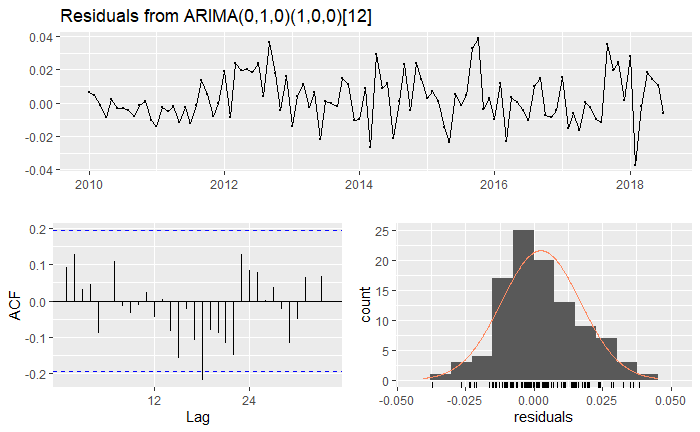 Residuals from ARIMA(0,1,0)(1,0,0)[12]
0.04
0.02
0.00
-0.02
-0.04
2010 2012 2014 2016 2018
0.2
0.1
0.0
-0.1
-0.2
ACF
12 24
Lag
25
20
15
10
5
0
count
-0.050 -0.025 0.000 0.025 0.050
residuals